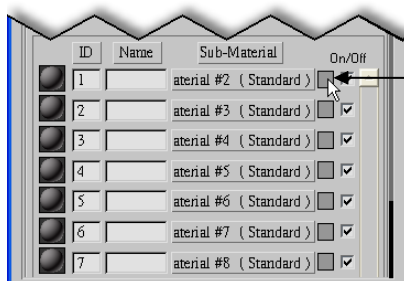 ID Name Sub-Material On/Off
1 aterial #2 ( Standard )
2 aterial #3 ( Standard )
3 aterial #4 ( Standard )
4 aterial #5 ( Standard )
5 aterial #6 ( Standard )
6 aterial #7 ( Standard )
7 aterial #8 ( Standard )